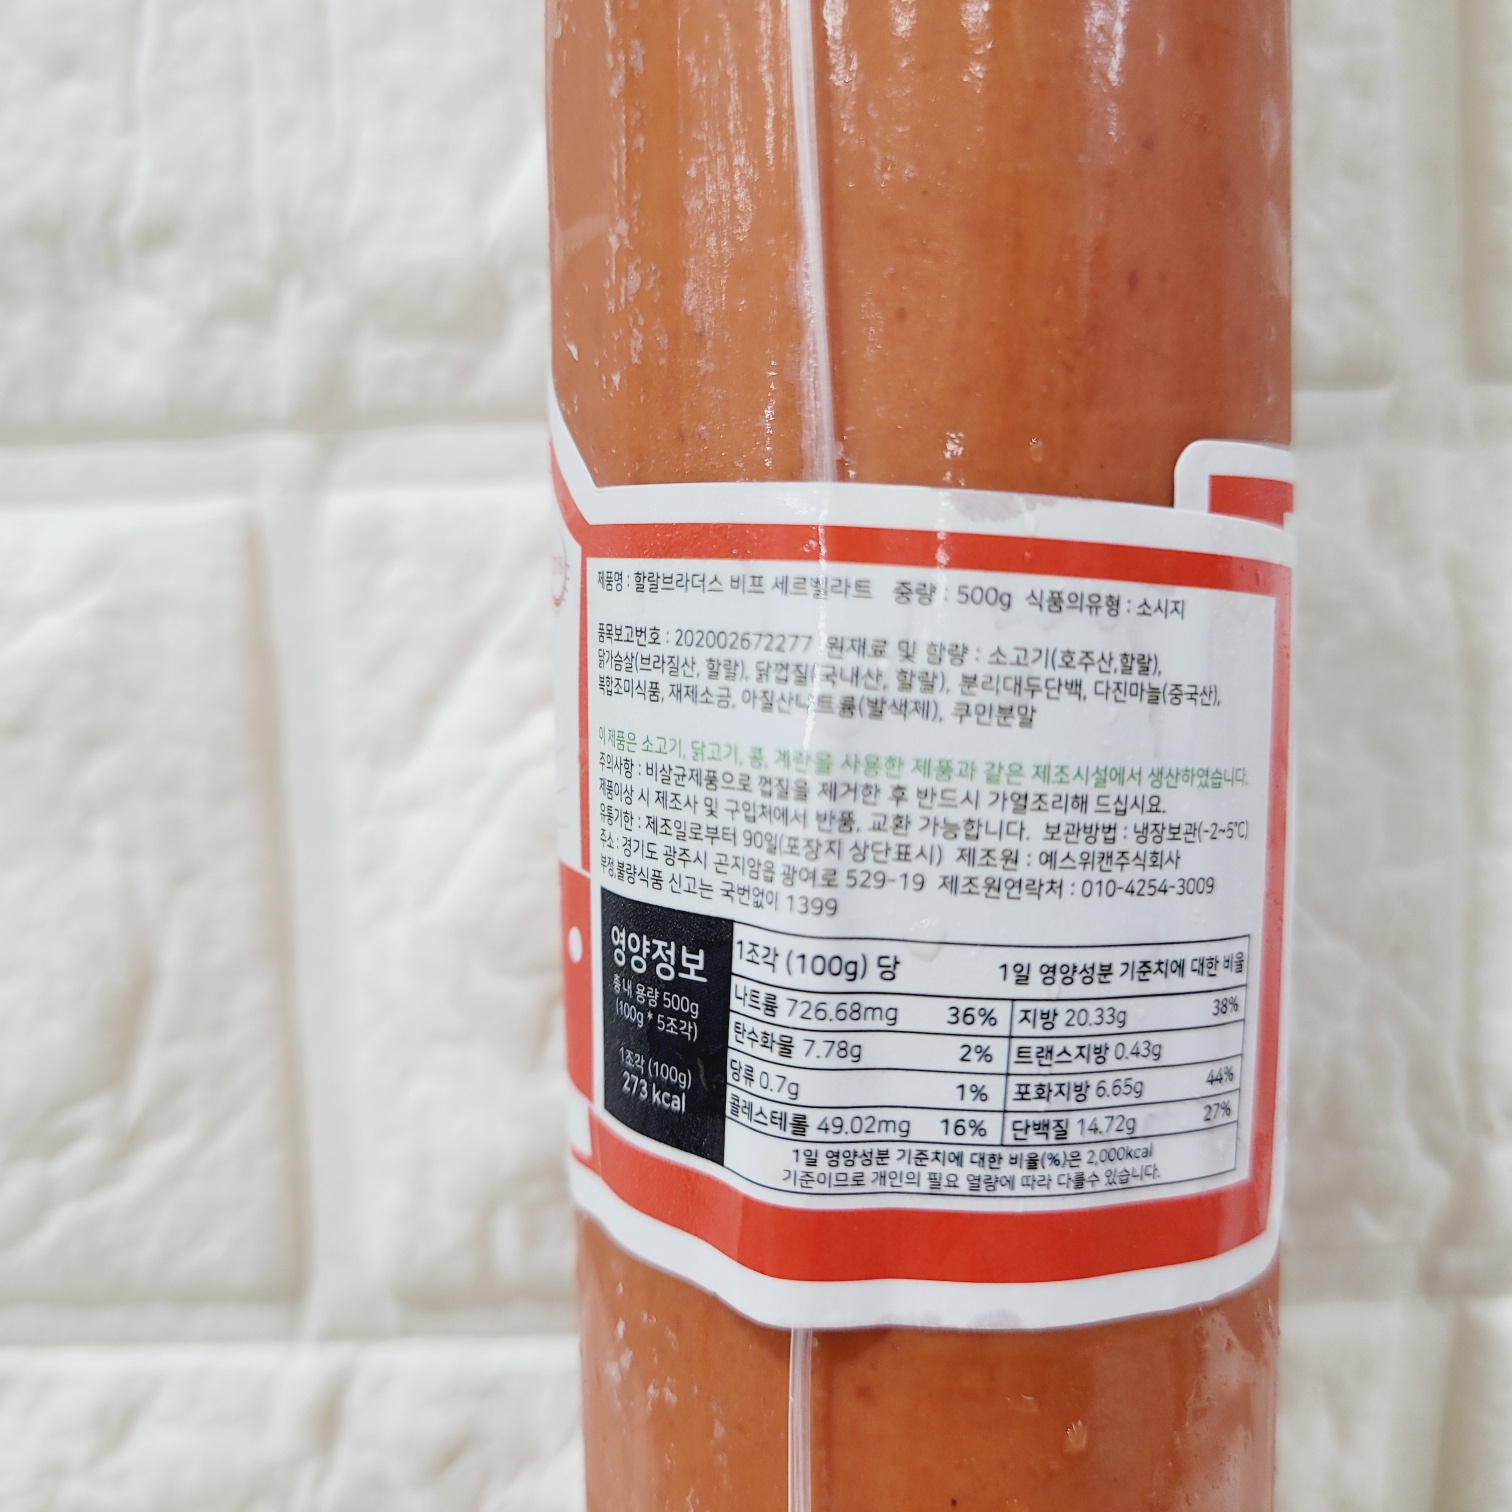 제품명 : 할랄브라더스 비프 세르벨라트 중량 : 500g 식품의유형 : 소시지
품목보고번호 : 202002672277 원재료 및 함량 : 소고기(호주산,할랄),
닭가슴살(브라질산, 할랄), 닭껍질(국내산, 할랄), 분리대두단백, 다진마늘(중국산),
복합조미식품, 재제소금, 아질산나트륨(발색제), 쿠민분말
이 제품은 소고기, 닭고기, 콩, 계란을 사용한 제품과 같은 제조시설에서 생산하였습니다.
주의사항 : 비살균제품으로 껍질을 제거한 후 반드시 가열조리해 드십시요.
제품이상 시 제조사 및 구입처에서 반품, 교환 가능합니다. 보관방법 : 냉장보관(-2~5℃)
유통기한 : 제조일로부터 90일(포장지 상단표시) 제조원 : 예스위캔주식회사
주소 : 경기도 광주시 곤지암읍 광여로 529-19 제조원연락처 : 010-4254-3009
부정,불량식품 신고는 국번없이 1399
영양정보
총 내 용량 500g
(100g * 5조각)
1조각 (100g)
273 kcal
1조각 (100g) 당 1일 영양성분 기준치에 대한 비율
나트륨 726.68mg 36% 지방 20.33g 38%
탄수화물 7.78g 2% 트랜스지방 0.43g
당류 0.7g 1% 포화지방 6.65g 44%
콜레스테롤 49.02mg 16% 단백질 14.72g 27%
1일 영양성분 기준치에 대한 비율(%)은 2,000kcal
기준이므로 개인의 필요 열량에 따라 다를수 있습니다.